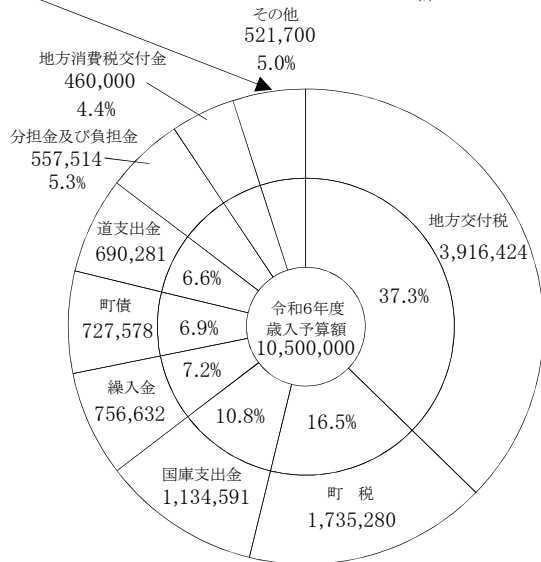 その他
521,700
5.0%
地方消費税交付金
460,000
4.4%
分担金及び負担金
557,514
5.3%
道支出金
690,281
6.6%
町債
727,578
6.9%
繰入金
756,632
7.2%
国庫支出金
1,134,591
10.8%
町　税
1,735,280
16.5%
地方交付税
3,916,424
37.3%
令和6年度
歳入予算額
10,500,000